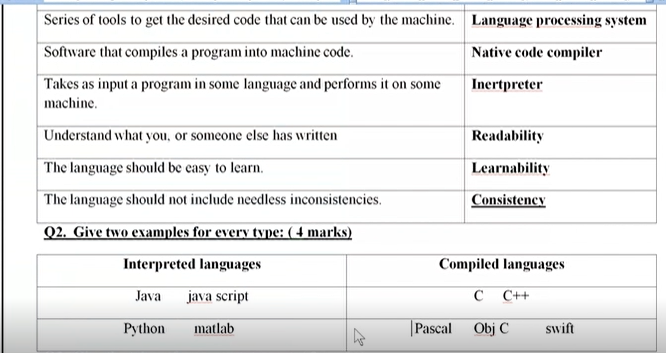 Series of tools to get the desired code that can be used by the machine. Language processing system
Software that compiles a program into machine code. Native code compiler
Takes as input a program in some language and performs it on some Inertpreter
machine.
Understand what you, or someone else has written Readability
The language should be easy to learn. Learnability
The language should not include needless inconsistencies. Consistency
Q2. Give two examples for every type: ( 4 marks)
Interpreted languages Compiled languages
Java java script C C++
Python matlab Pascal Obj C swift